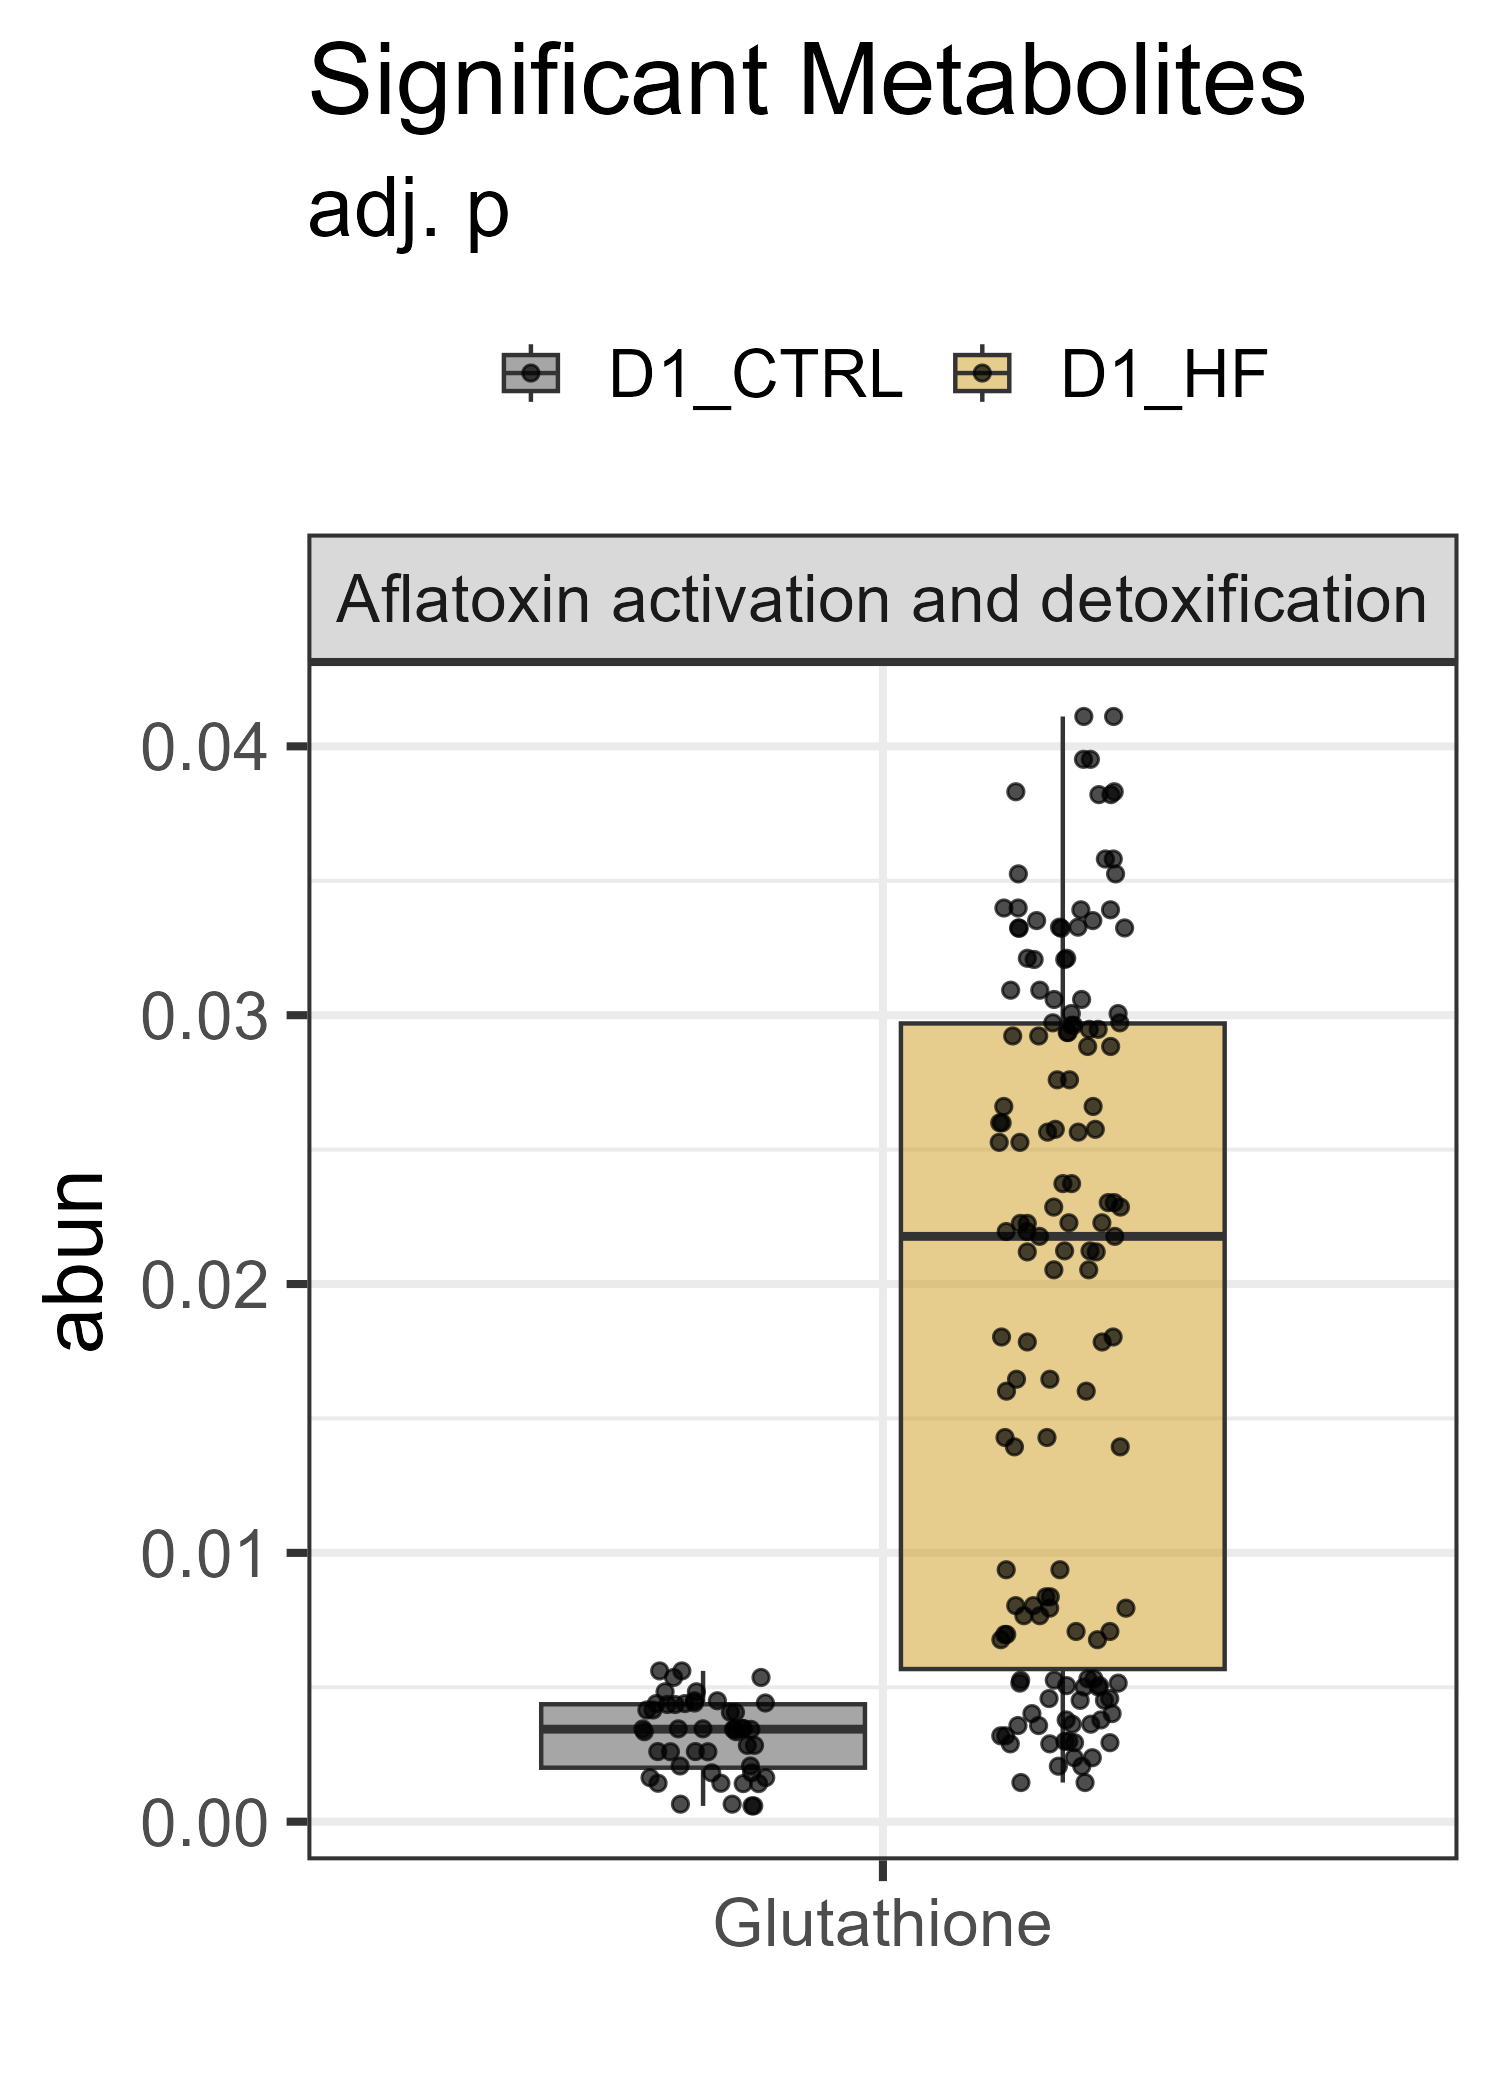 Significant Metabolites
adj. p
D1_CTRL D1_HF
Aflatoxin activation and detoxification
0.04
0.03
0.02
0.01
0.00
abun
Glutathione